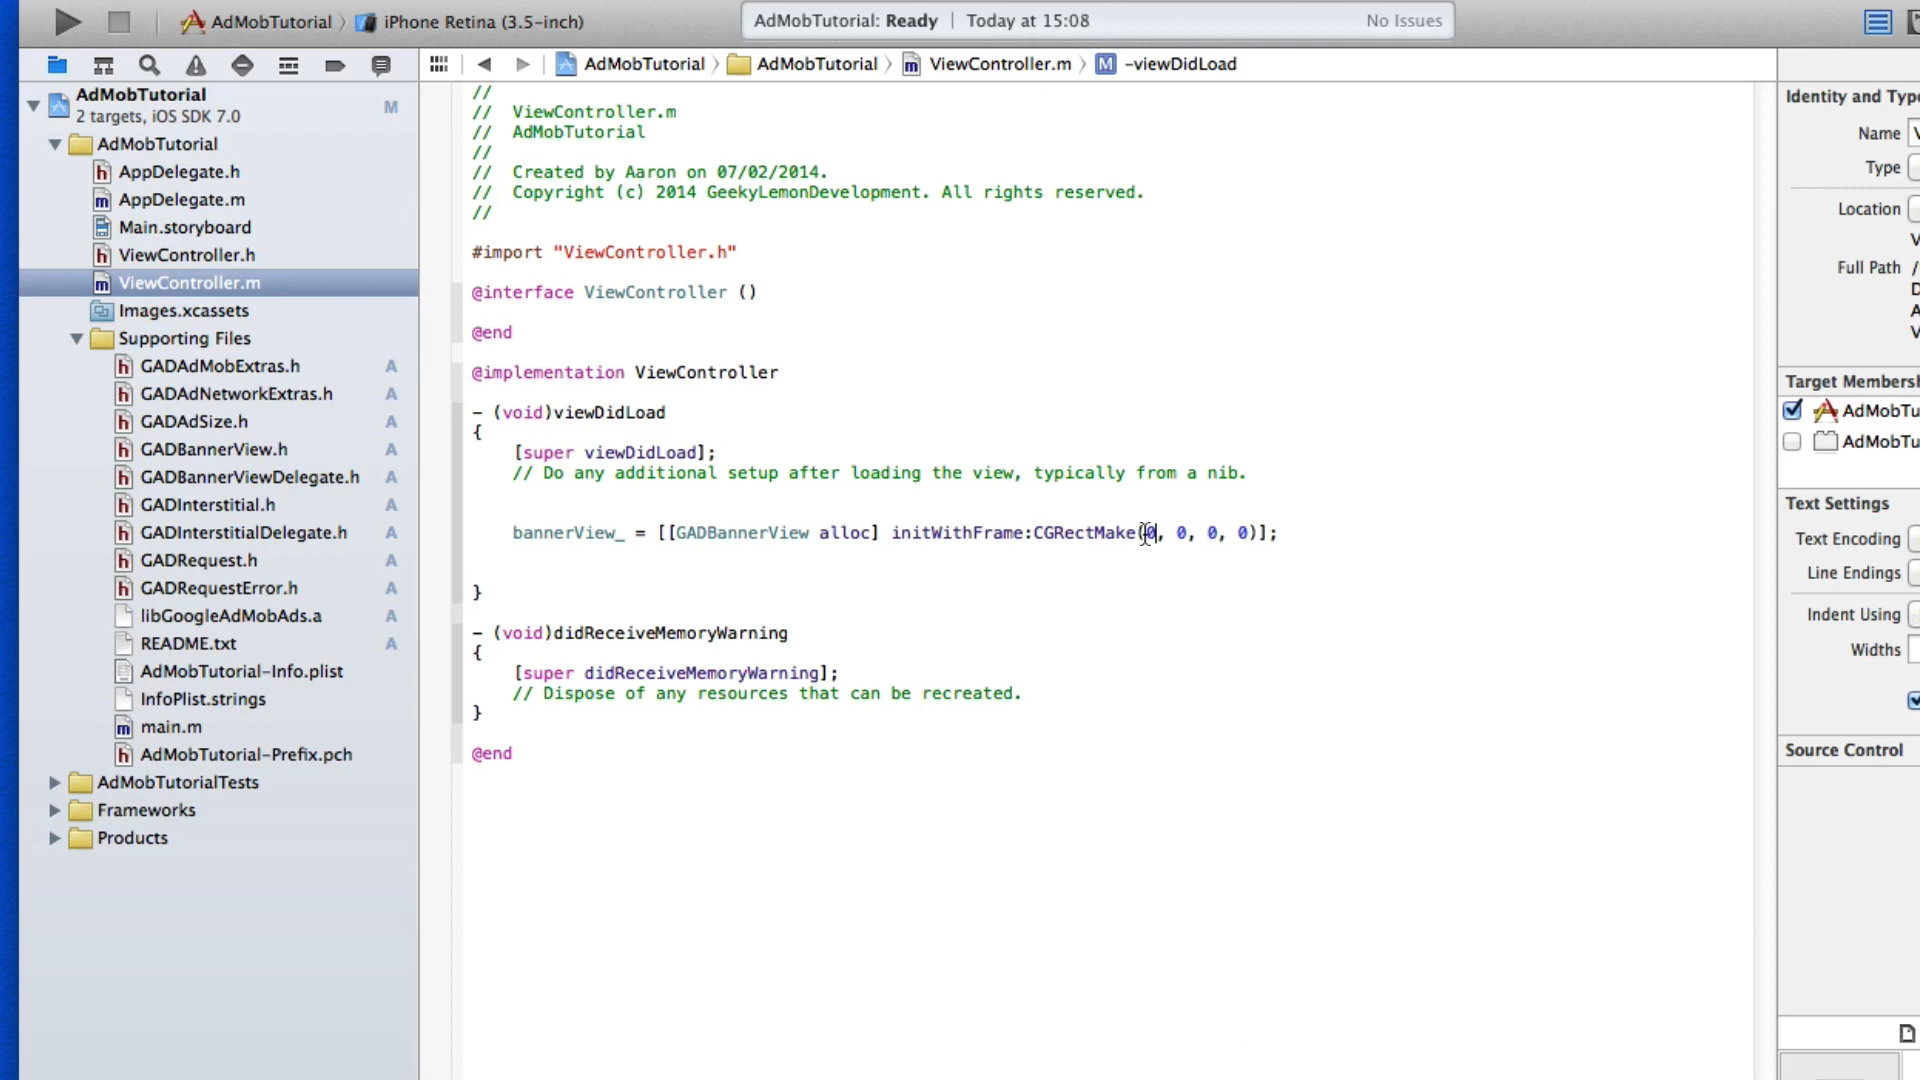 AdMobTutorial
iPhone Retina (3.5-inch)
AdMobTutorial: Ready
Today at 15:08
No Issues
AdMobTutorial
AdMobTutorial
ViewController.m
-viewDidLoad
AdMobTutorial
M
2 targets, iOS SDK 7.0
AdMobTutorial
AppDelegate.h
AppDelegate.m
Main.storyboard
ViewController.h
ViewController.m
Images.xcassets
Supporting Files
GADAdMobExtras.h A
GADAdNetworkExtras.h A
GADAdSize.h A
GADBannerView.h A
GADBannerViewDelegate.h A
GADInterstitial.h A
GADInterstitialDelegate.h A
GADRequest.h A
GADRequestError.h A
libGoogleAdMobAds.a A
README.txt A
AdMobTutorial-Info.plist
InfoPlist.strings
main.m
AdMobTutorial-Prefix.pch
AdMobTutorialTests
Frameworks
Products
//
// ViewController.m
// AdMobTutorial
//
// Created by Aaron on 07/02/2014.
// Copyright (c) 2014 GeekyLemonDevelopment. All rights reserved.
//
#import "ViewController.h"
@interface ViewController ()
@end
@implementation ViewController
- (void)viewDidLoad
{
[super viewDidLoad];
// Do any additional setup after loading the view, typically from a nib.
bannerView_ = [[GADBannerView alloc] initWithFrame:CGRectMake(0, 0, 0, 0)];
}
- (void)didReceiveMemoryWarning
{
[super didReceiveMemoryWarning];
// Dispose of any resources that can be recreated.
}
@end
Identity and Type
Name
Type
Location
Full Path /
Target Membersh
AdMobTu
AdMobTu
Text Settings
Text Encoding
Line Endings
Indent Using
Widths
Source Control